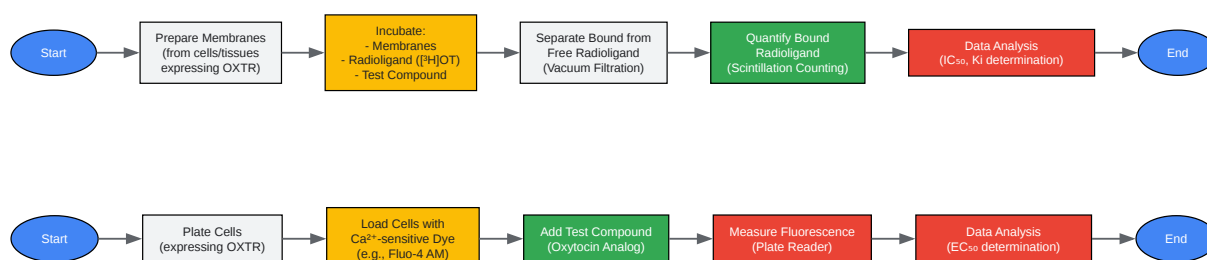 Start
Prepare Membranes
(from cells/tissues
expressing OXTR)
Incubate:
- Membranes
- Radioligand ([³H]OT)
- Test Compound
Separate Bound from
Free Radioligand
(Vacuum Filtration)
Quantify Bound
Radioligand
(Scintillation Counting)
Data Analysis
(IC₅₀, Ki determination)
End
Start
Plate Cells
(expressing OXTR)
Load Cells with
Ca²⁺-sensitive Dye
(e.g., Fluo-4 AM)
Add Test Compound
(Oxytocin Analog)
Measure Fluorescence
(Plate Reader)
Data Analysis
(EC₅₀ determination)
End